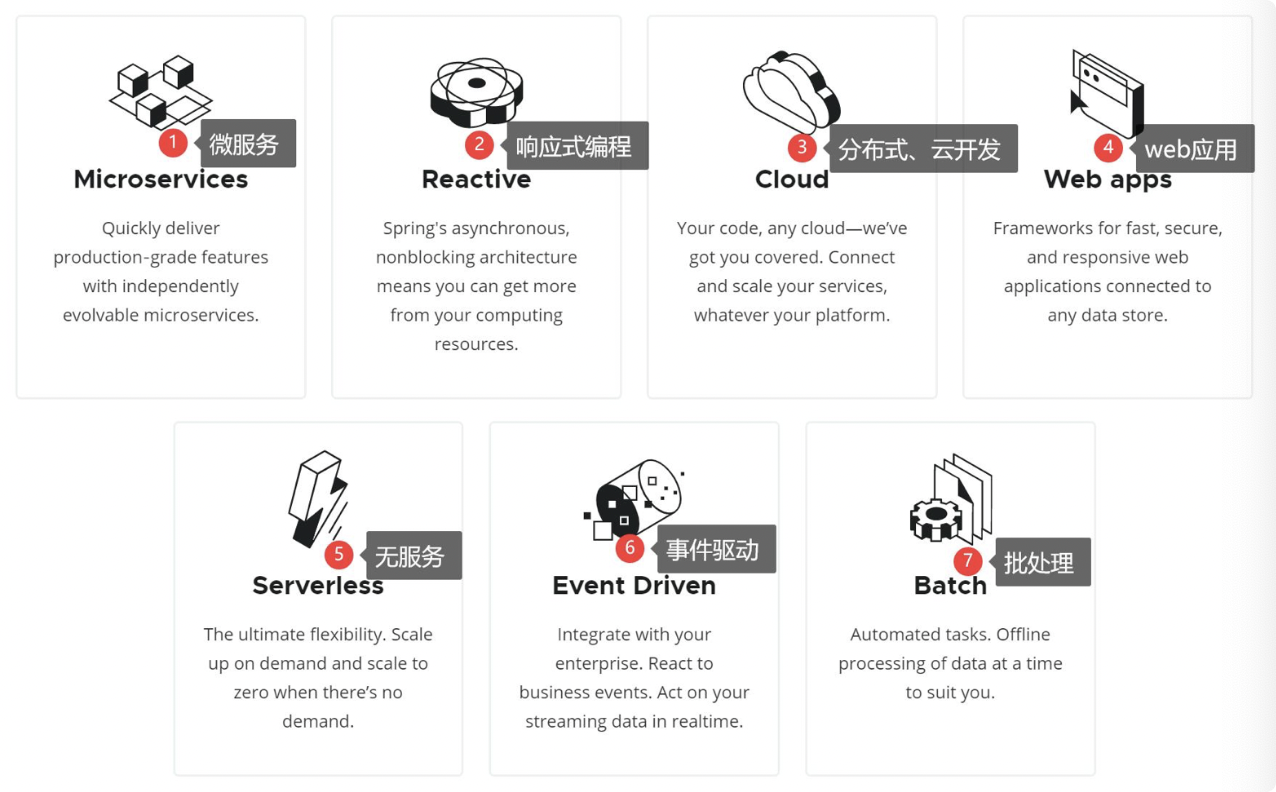 1 微服务
Microservices
Quickly deliver
production-grade features
with independently
evolvable microservices.
2 响应式编程
Reactive
Spring's asynchronous,
nonblocking architecture
means you can get more
from your computing
resources.
3 分布式、云开发
Cloud
Your code, any cloud—we’ve
got you covered. Connect
and scale your services,
whatever your platform.
4 web应用
Web apps
Frameworks for fast, secure,
and responsive web
applications connected to
any data store.
5 无服务
Serverless
The ultimate flexibility. Scale
up on demand and scale to
zero when there’s no
demand.
6 事件驱动
Event Driven
Integrate with your
enterprise. React to
business events. Act on your
streaming data in realtime.
7 批处理
Batch
Automated tasks. Offline
processing of data at a time
to suit you.